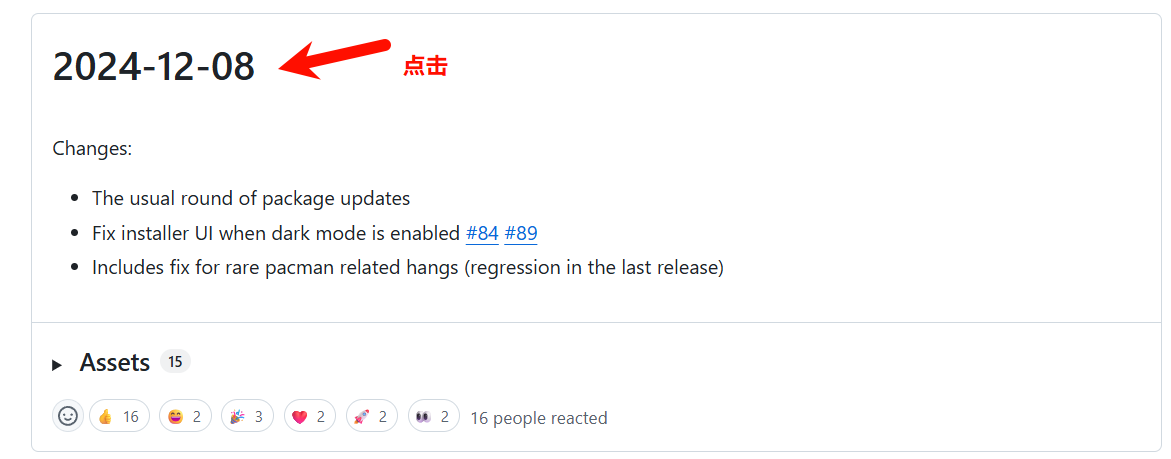 2024-12-08
点击
Changes:
The usual round of package updates
Fix installer UI when dark mode is enabled #84 #89
Includes fix for rare pacman related hangs (regression in the last release)
Assets 15
👍 16 😄 2 🎉 3 ❤️ 2 🚀 2 👀 2 16 people reacted